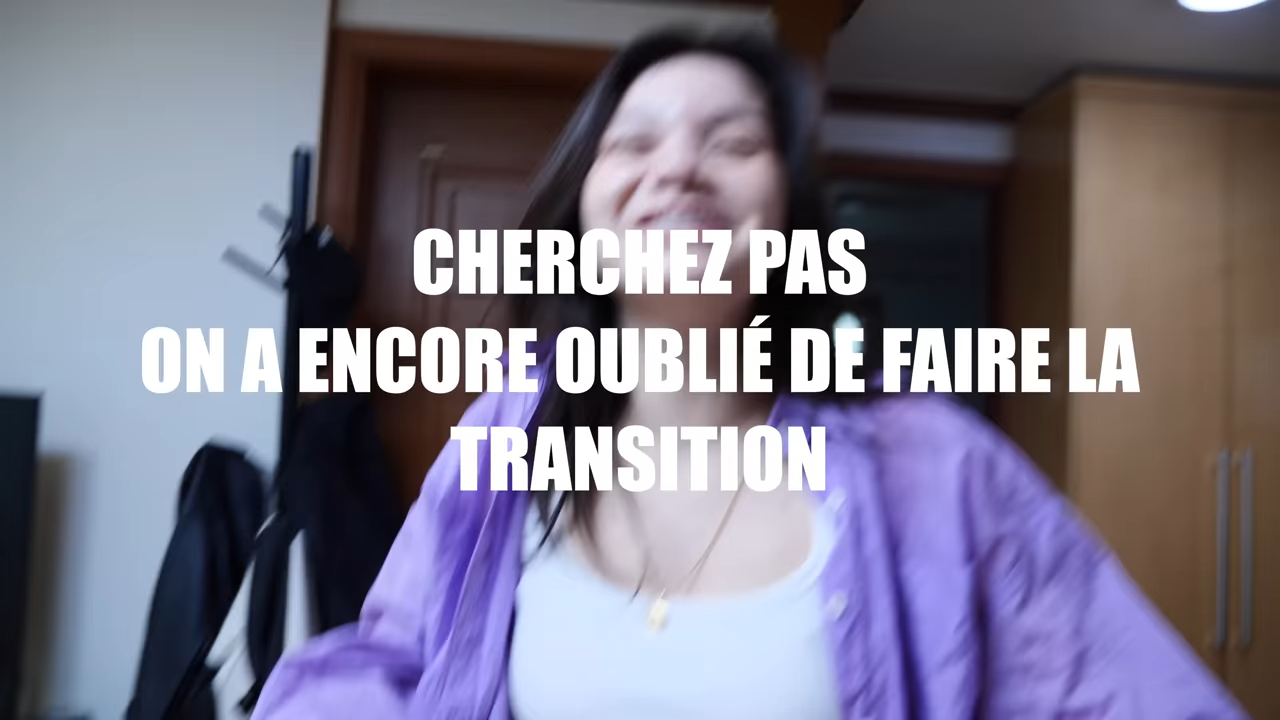 CHERCHEZ PAS
ON A ENCORE OUBLIÉ DE FAIRE LA
TRANSITION